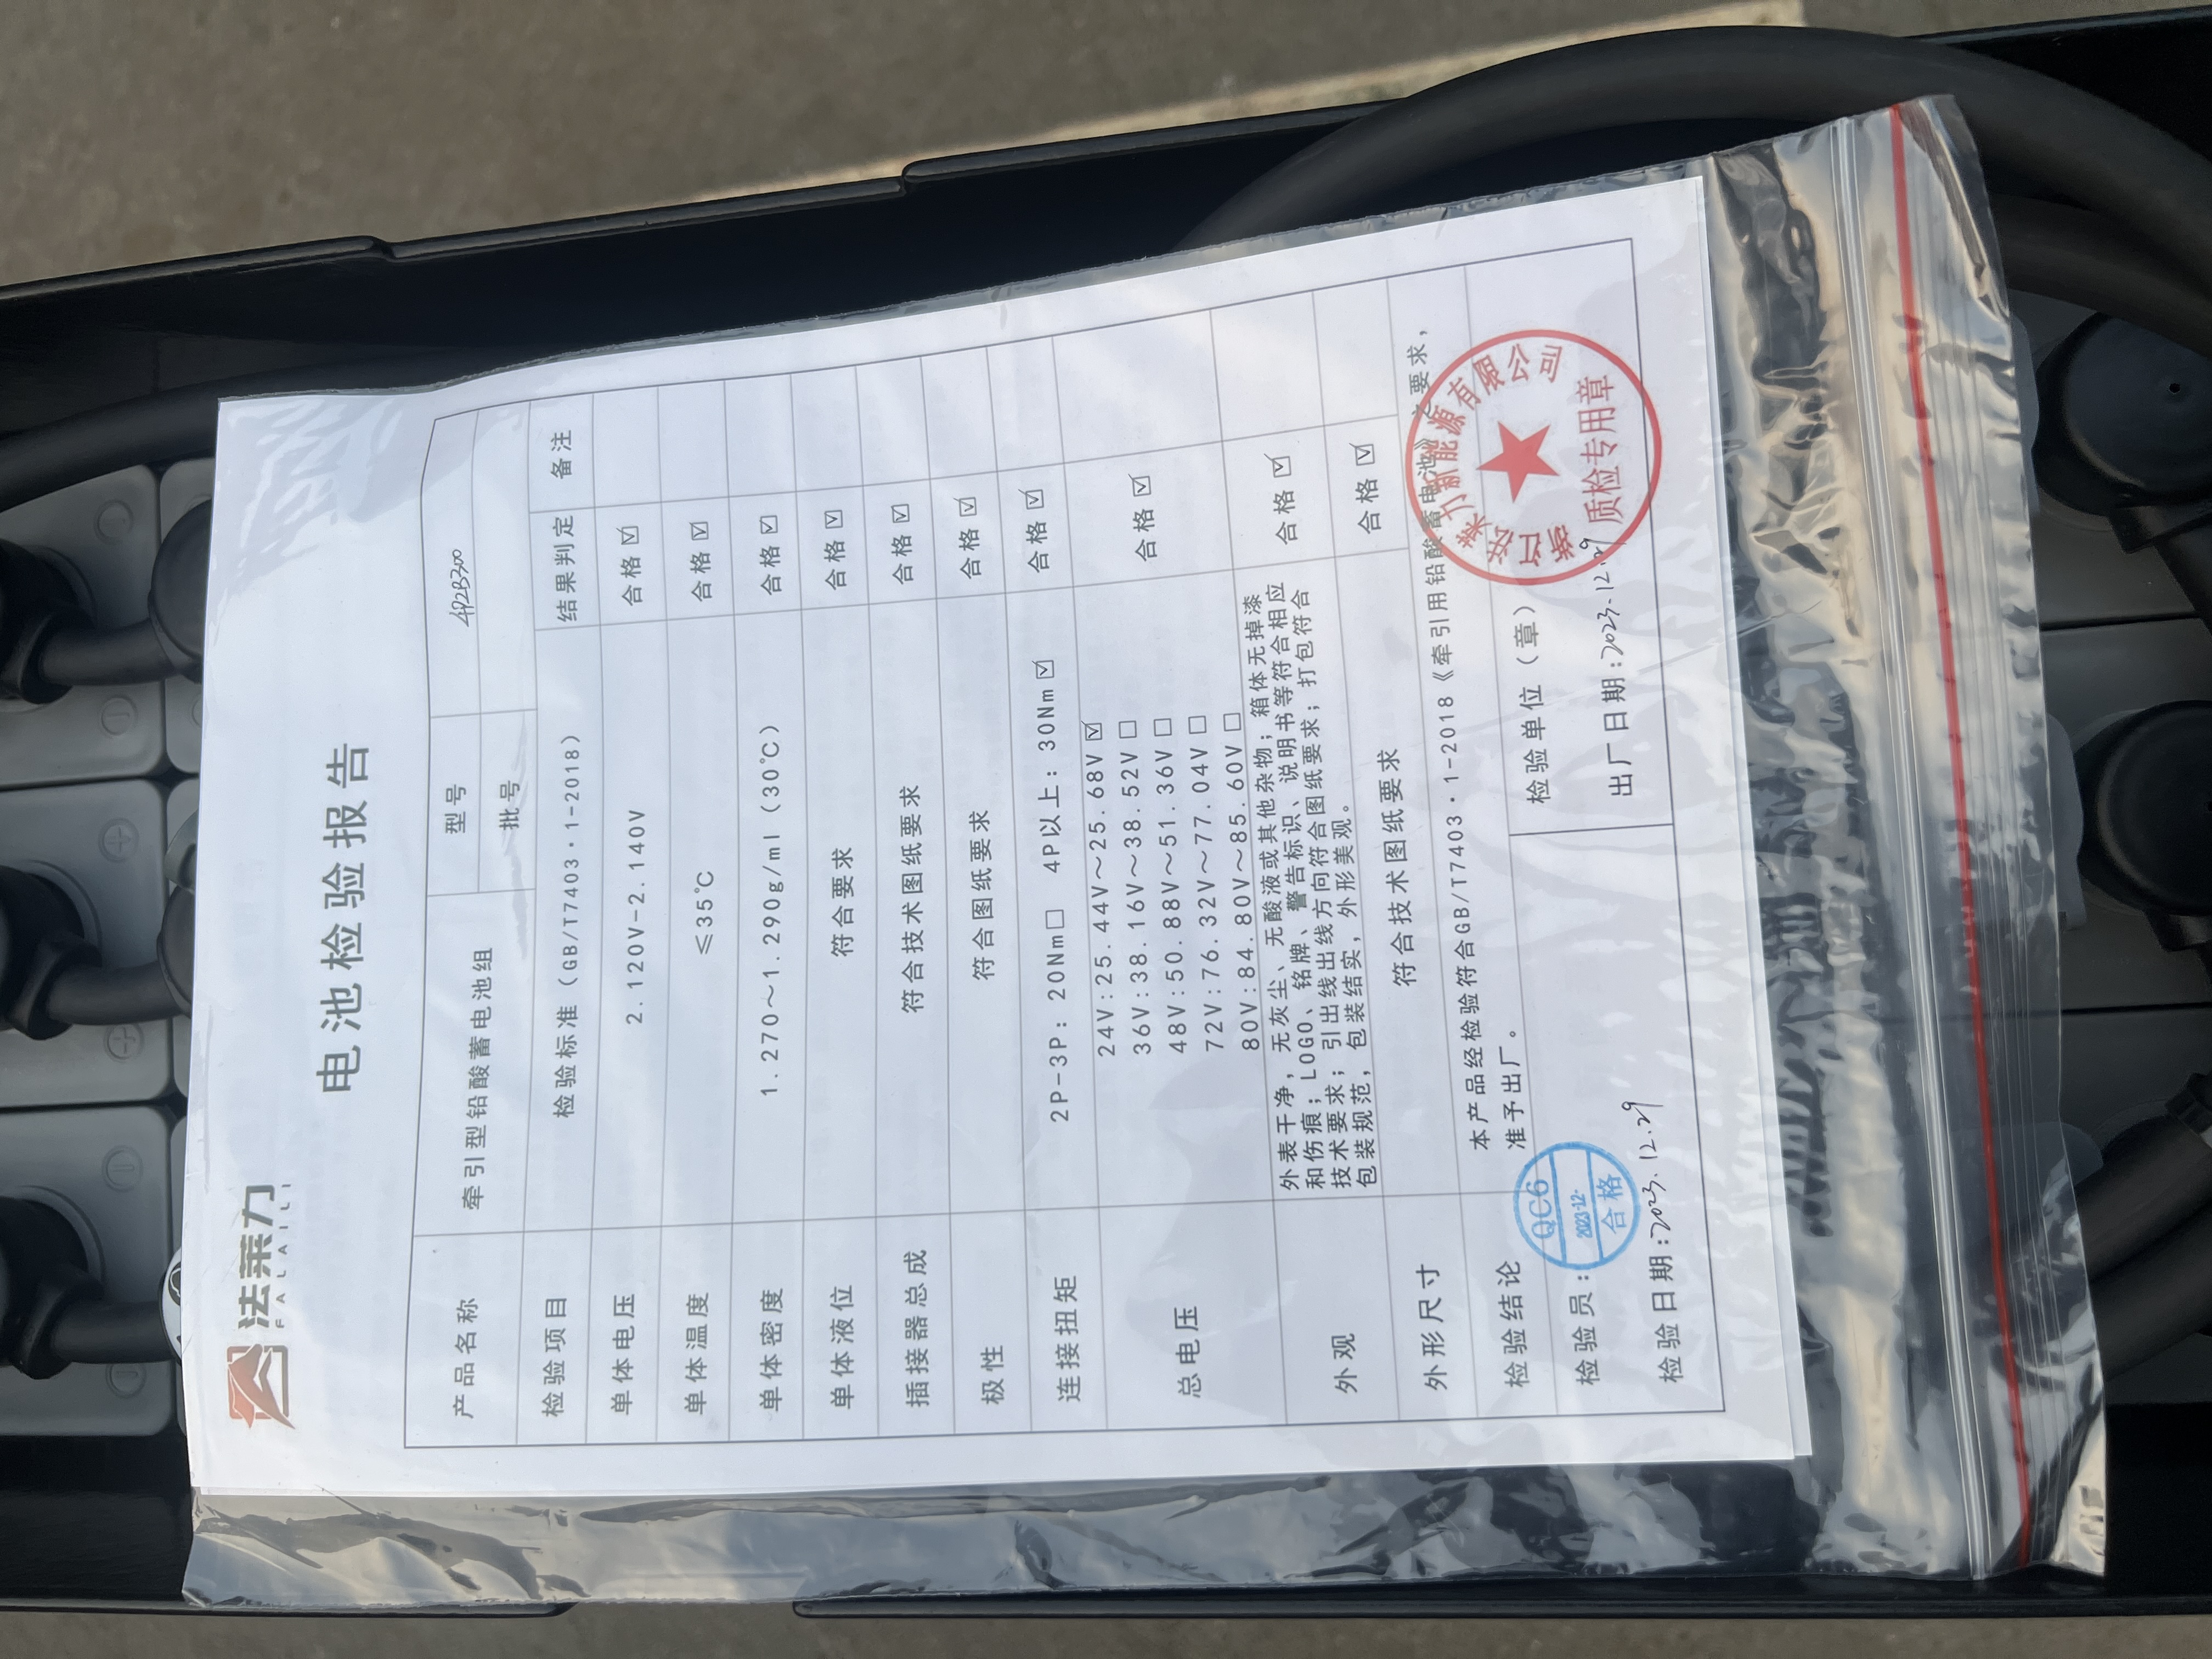 法莱力
FALAILI
电池检验报告
产品名称 牵引型铅酸蓄电池组 型号 4PZB300
批号
检验项目 检验标准（GB/T7403·1-2018） 结果判定 备注
单体电压 2.120V-2.140V 合格☑
单体温度 ≤35℃ 合格☑
单体密度 1.270～1.290g/ml（30℃） 合格☑
单体液位 符合要求 合格☑
插接器总成 符合技术图纸要求 合格☑
极性 符合图纸要求 合格☑
连接扭矩 2P-3P：20Nm□ 4P以上：30Nm☑ 合格☑
总电压 24V:25.44V～25.68V☑ 合格☑
36V:38.16V～38.52V□
48V:50.88V～51.36V□
72V:76.32V～77.04V□
80V:84.80V～85.60V□
外观 外表干净，无灰尘、无酸液或其他杂物；箱体无掉漆 合格☑
和伤痕；LOGO、铭牌、警告标识、说明书等符合相应
技术要求；引出线出线方向符合图纸要求；打包符合
包装规范，包装结实，外形美观。
外形尺寸 符合技术图纸要求 合格☑
检验结论 本产品经检验符合GB/T7403·1-2018《牵引用铅酸蓄电池》之要求，
准予出厂。
检验员： 检验单位（章）
QC6
2023-12-
合格
检验日期:2023.12.29 出厂日期:2023.12.29
浙江法莱力新能源有限公司
质检专用章